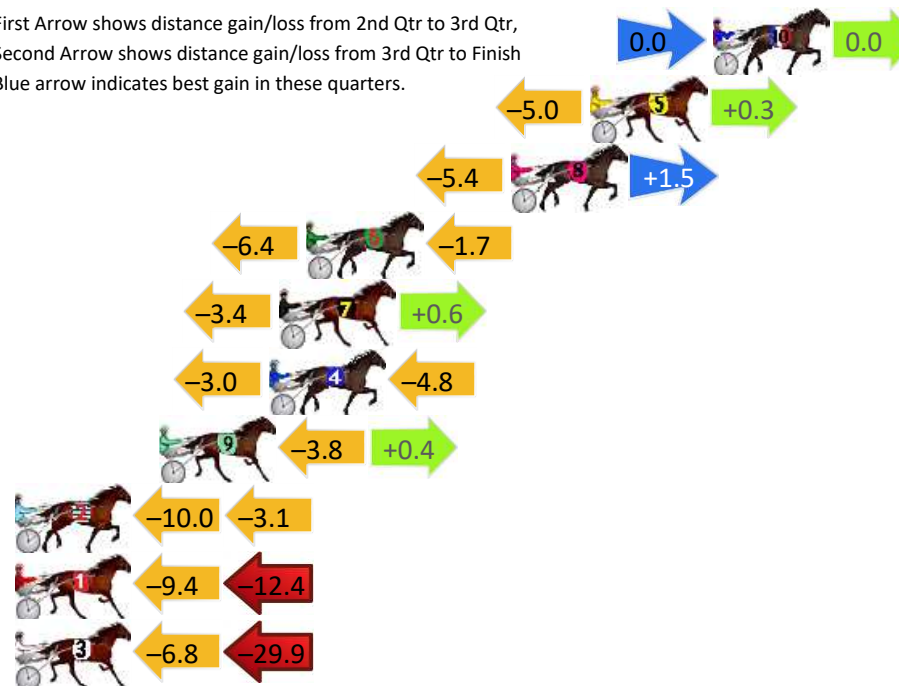 First Arrow shows distance gain/loss from 2nd Qtr to 3rd Qtr,
Second Arrow shows distance gain/loss from 3rd Qtr to Finish
Blue arrow indicates best gain in these quarters.
0.0 10 0.0
–5.0 5 +0.3
–5.4 8 +1.5
–6.4 6 –1.7
–3.4 7 +0.6
–3.0 4 –4.8
9 –3.8 +0.4
2 –10.0 –3.1
1 –9.4 –12.4
3 –6.8 –29.9